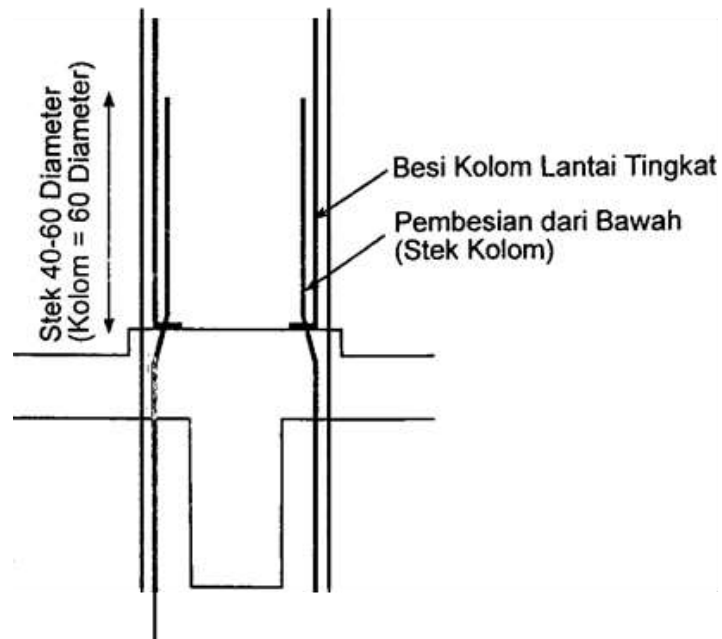 Stek 40-60 Diameter
(Kolom = 60 Diameter)
Besi Kolom Lantai Tingkat
Pembesian dari Bawah
(Stek Kolom)